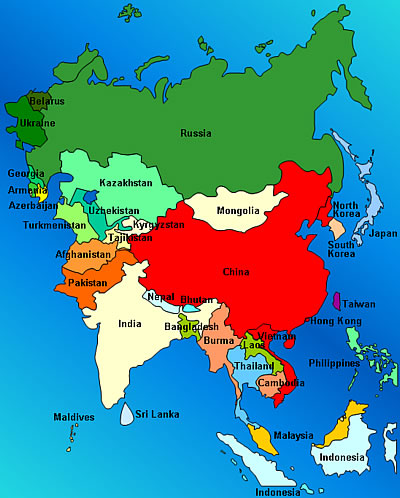 Belarus
Ukraine
Russia
Georgia
Armenia
Azerbaijan
Kazakhstan
Uzbekistan
Turkmenistan
Kyrgyzstan
Tajikistan
Mongolia
North
Korea
South
Korea
Japan
Afghanistan
Pakistan
China
Nepal
Bhutan
Bangladesh
India
Burma
Taiwan
Hong Kong
Vietnam
Laos
Thailand
Cambodia
Philippines
Maldives
Sri Lanka
Malaysia
Indonesia
Indonesia